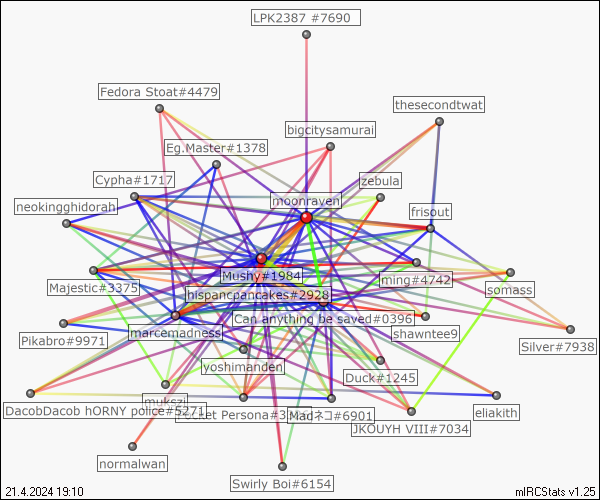 LPK2387 #7690
Fedora Stoat#4479
thesecondtwat
bigcitysamurai
Eg.Master#1378
Cypha#1717
zebula
moonraven
neokingghidorah
frisout
Mushy#1984
ming#4742
Majestic#3375
somass
hispancpancakes#2928
Can anything be saved#0396
marcemadness
shawntee9
Pikabro#9971
Silver#7938
yoshimanden
Duck#1245
mukszi
DacobDacob hORNY police#5271
Pocket Persona#3
Madネコ#6901
eliakith
JKOUYH VIII#7034
normalwan
Swirly Boi#6154
21.4.2024 19:10
mIRCStats v1.25